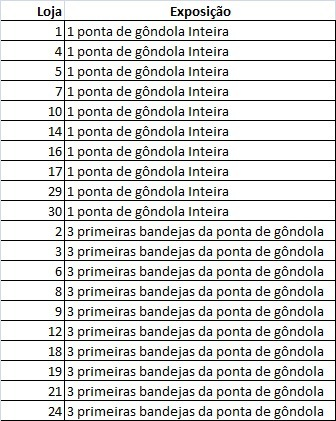 Loja Exposição
1 1 ponta de gôndola Inteira
4 1 ponta de gôndola Inteira
5 1 ponta de gôndola Inteira
7 1 ponta de gôndola Inteira
10 1 ponta de gôndola Inteira
14 1 ponta de gôndola Inteira
16 1 ponta de gôndola Inteira
17 1 ponta de gôndola Inteira
29 1 ponta de gôndola Inteira
30 1 ponta de gôndola Inteira
2 3 primeiras bandejas da ponta de gôndola
3 3 primeiras bandejas da ponta de gôndola
6 3 primeiras bandejas da ponta de gôndola
8 3 primeiras bandejas da ponta de gôndola
9 3 primeiras bandejas da ponta de gôndola
12 3 primeiras bandejas da ponta de gôndola
18 3 primeiras bandejas da ponta de gôndola
19 3 primeiras bandejas da ponta de gôndola
21 3 primeiras bandejas da ponta de gôndola
24 3 primeiras bandejas da ponta de gôndola